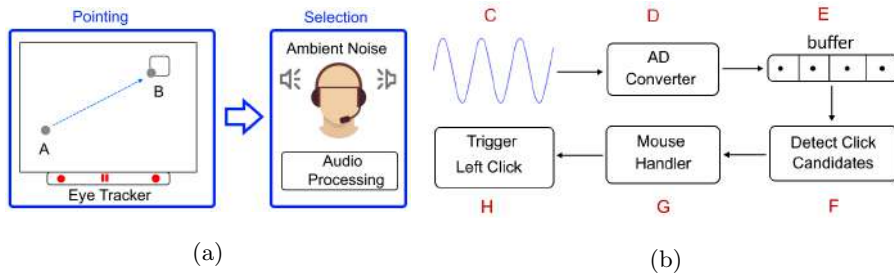 Pointing
Selection
A
B
Eye Tracker
Ambient Noise
Audio
Processing
(a)
C
D
E
AD
Converter
buffer
Trigger
Left Click
Mouse
Handler
Detect Click
Candidates
H
G
F
(b)